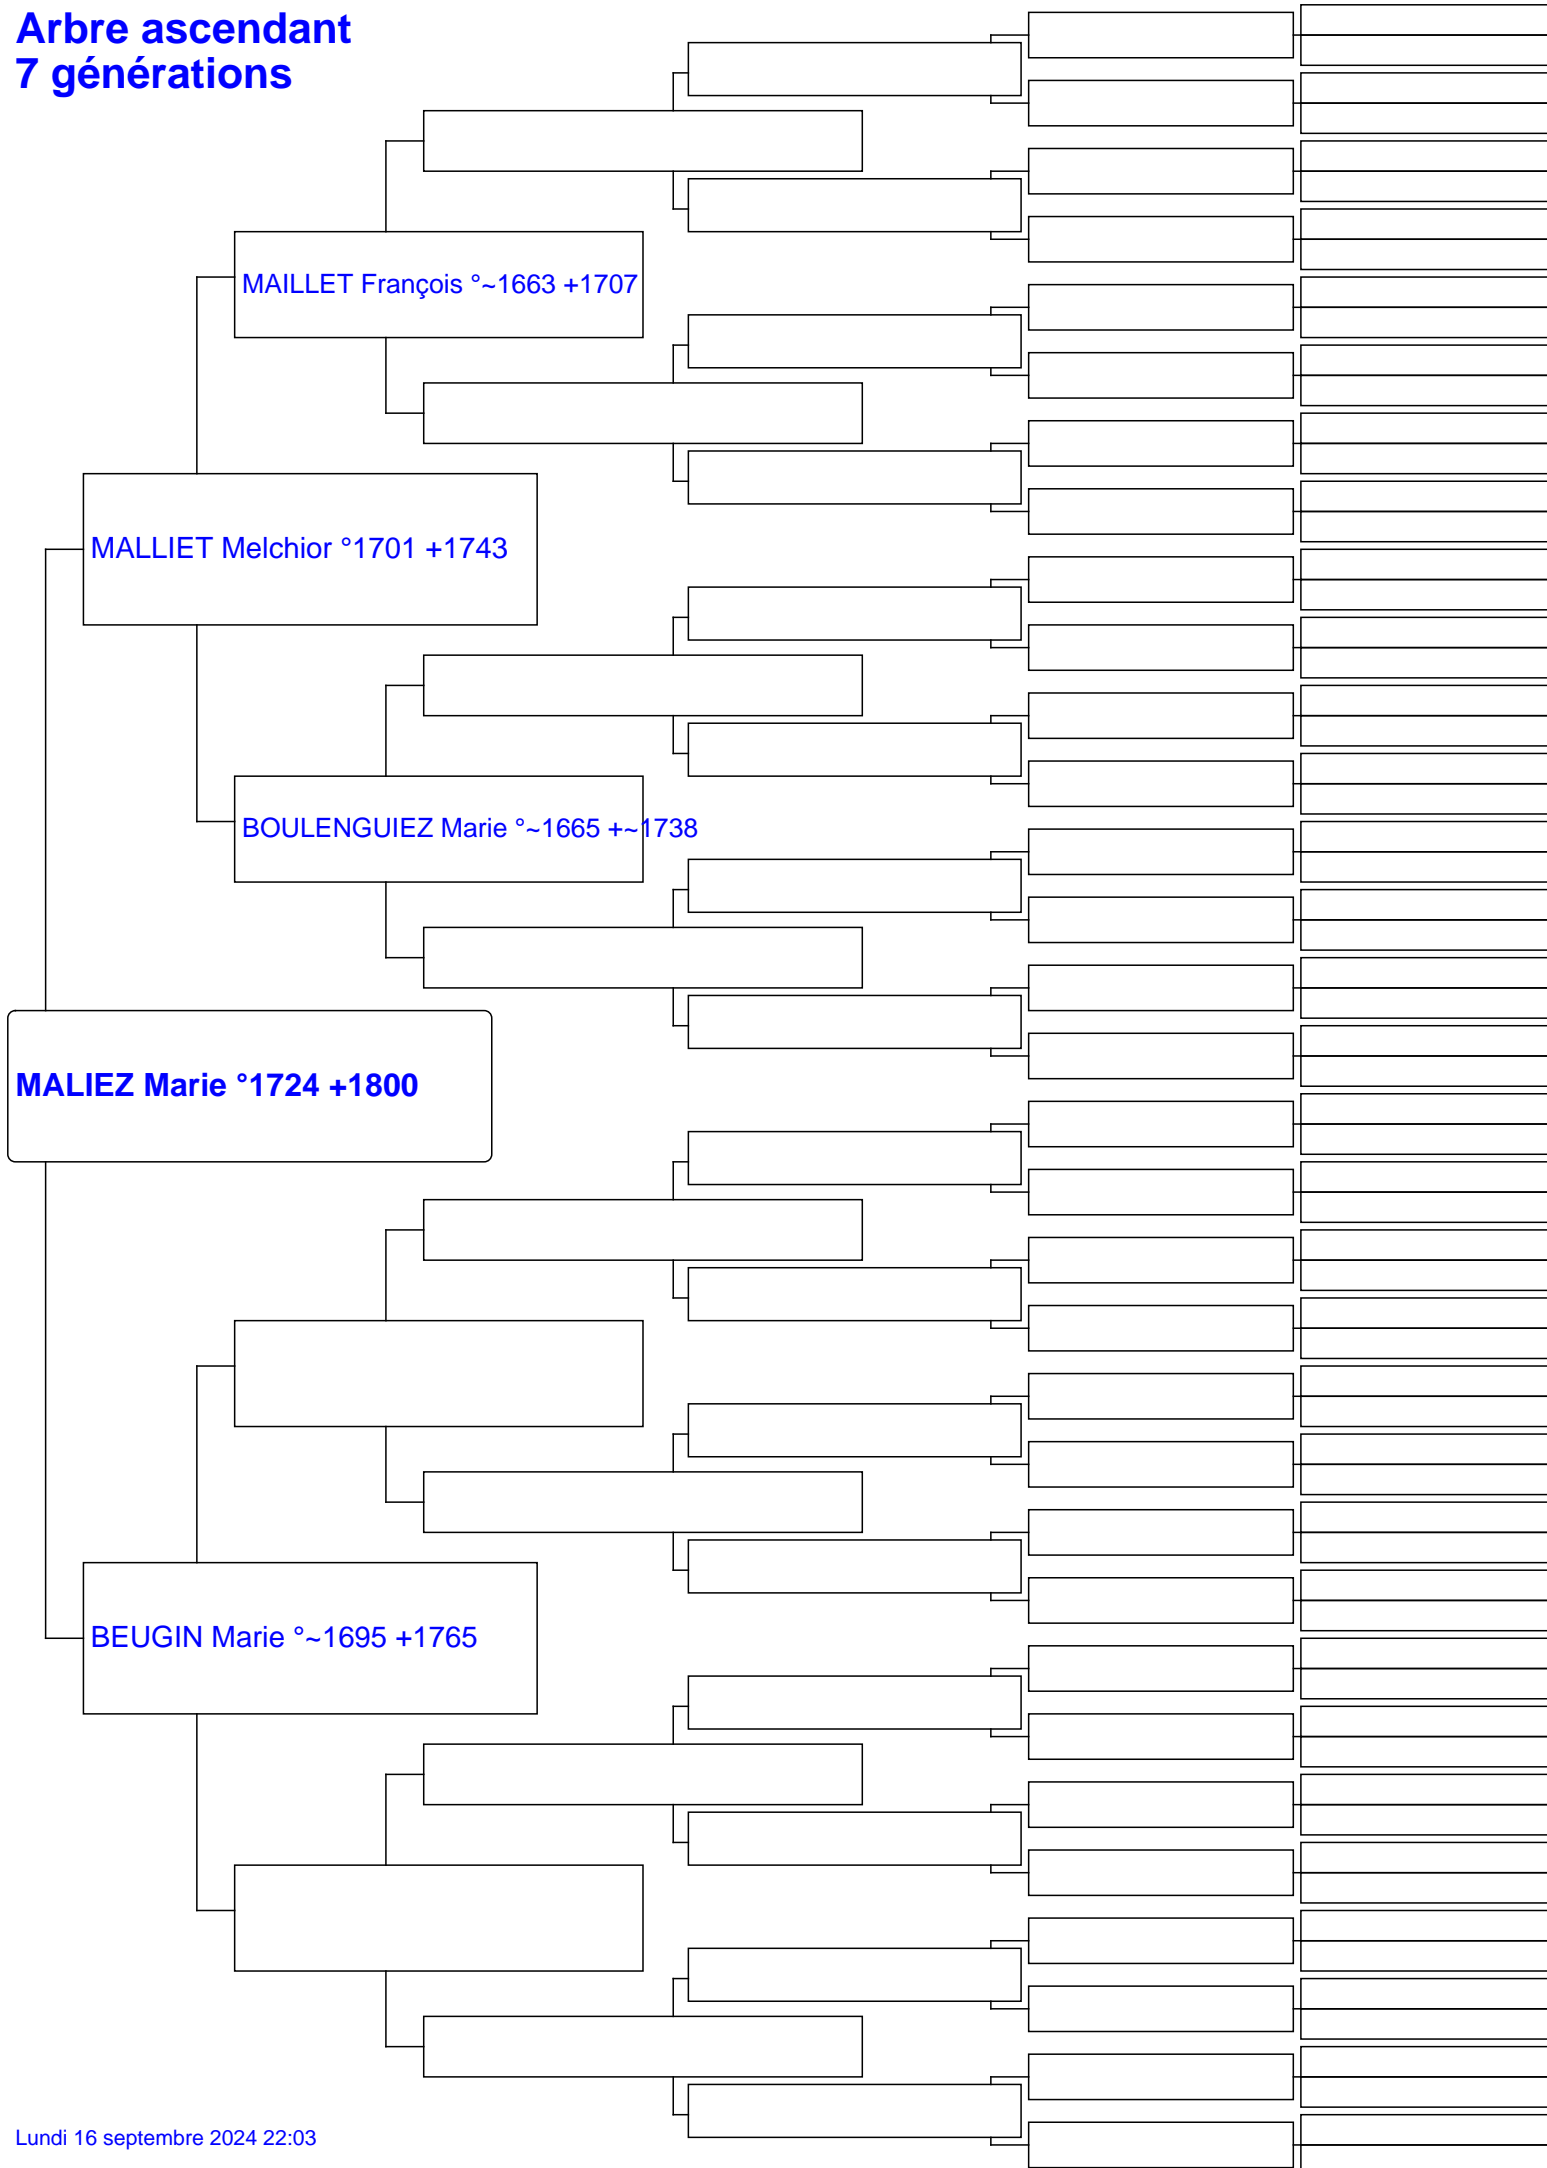 Arbre ascendant
7 générations
MAILLET François °~1663 +1707
MALLIET Melchior °1701 +1743
BOULENGUIEZ Marie °~1665 +~1738
MALIEZ Marie °1724 +1800
BEUGIN Marie °~1695 +1765
Lundi 16 septembre 2024 22:03